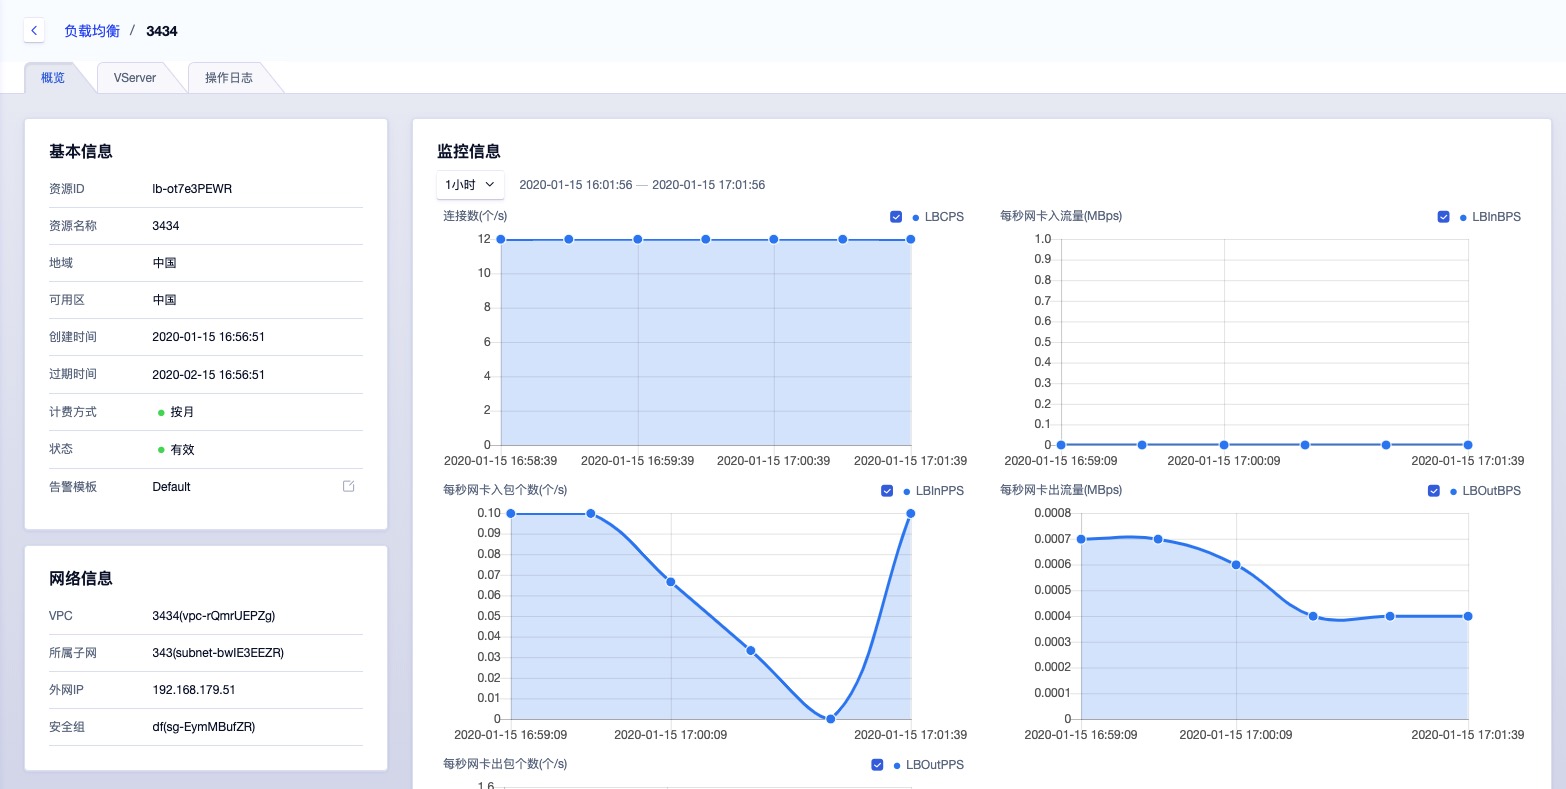 负载均衡 / 3434
概览 VServer 操作日志
基本信息
资源ID lb-ot7e3PEWR
资源名称 3434
地域 中国
可用区 中国
创建时间 2020-01-15 16:56:51
过期时间 2020-02-15 16:56:51
计费方式 按月
状态 有效
告警模板 Default
网络信息
VPC 3434(vpc-rQmrUEPZg)
所属子网 343(subnet-bwIE3EEZR)
外网IP 192.168.179.51
安全组 df(sg-EymMBufZR)
监控信息
1小时 2020-01-15 16:01:56 — 2020-01-15 17:01:56
连接数(个/s) LBCPS
12
10
8
6
4
2
0
2020-01-15 16:58:39 2020-01-15 16:59:39 2020-01-15 17:00:39 2020-01-15 17:01:39
每秒网卡入流量(MBps) LBInBPS
1.0
0.9
0.8
0.7
0.6
0.5
0.4
0.3
0.2
0.1
0
2020-01-15 16:59:09 2020-01-15 17:00:09 2020-01-15 17:01:39
每秒网卡入包个数(个/s) LBInPPS
0.10
0.09
0.08
0.07
0.06
0.05
0.04
0.03
0.02
0.01
0
2020-01-15 16:59:09 2020-01-15 17:00:09 2020-01-15 17:01:39
每秒网卡出流量(MBps) LBOutBPS
0.0008
0.0007
0.0006
0.0005
0.0004
0.0003
0.0002
0.0001
0
2020-01-15 16:59:09 2020-01-15 17:00:09 2020-01-15 17:01:39
每秒网卡出包个数(个/s) LBOutPPS
1.6